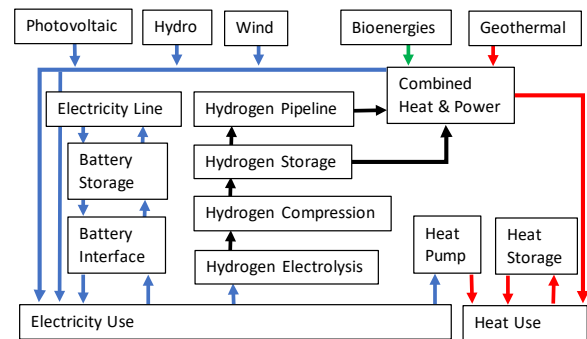 Photovoltaic
Hydro
Wind
Bioenergies
Geothermal
Combined
Heat & Power
Electricity Line
Hydrogen Pipeline
Battery
Storage
Hydrogen Storage
Hydrogen Compression
Battery
Interface
Heat
Pump
Heat
Storage
Hydrogen Electrolysis
Electricity Use
Heat Use